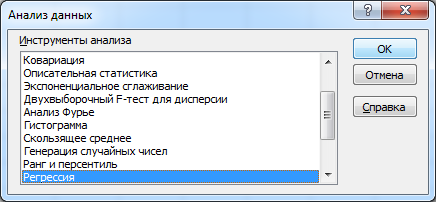 Анализ данных
Инструменты анализа
Ковариация
Описательная статистика
Экспоненциальное сглаживание
Двухвыборочный F-тест для дисперсии
Анализ Фурье
Гистограмма
Скользящее среднее
Генерация случайных чисел
Ранг и персентиль
Регрессия
OK
Отмена
Справка